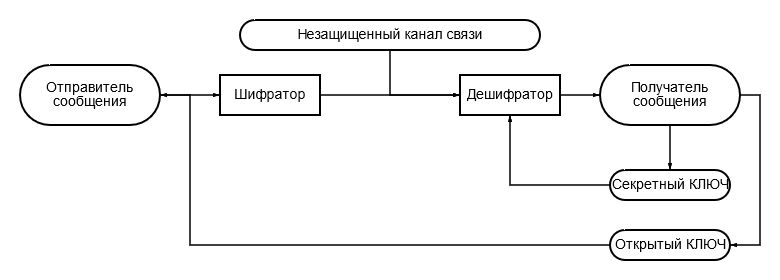 Незащищенный канал связи
Отправитель
сообщения
Шифратор
Дешифратор
Получатель
сообщения
Секретный КЛЮЧ
Открытый КЛЮЧ